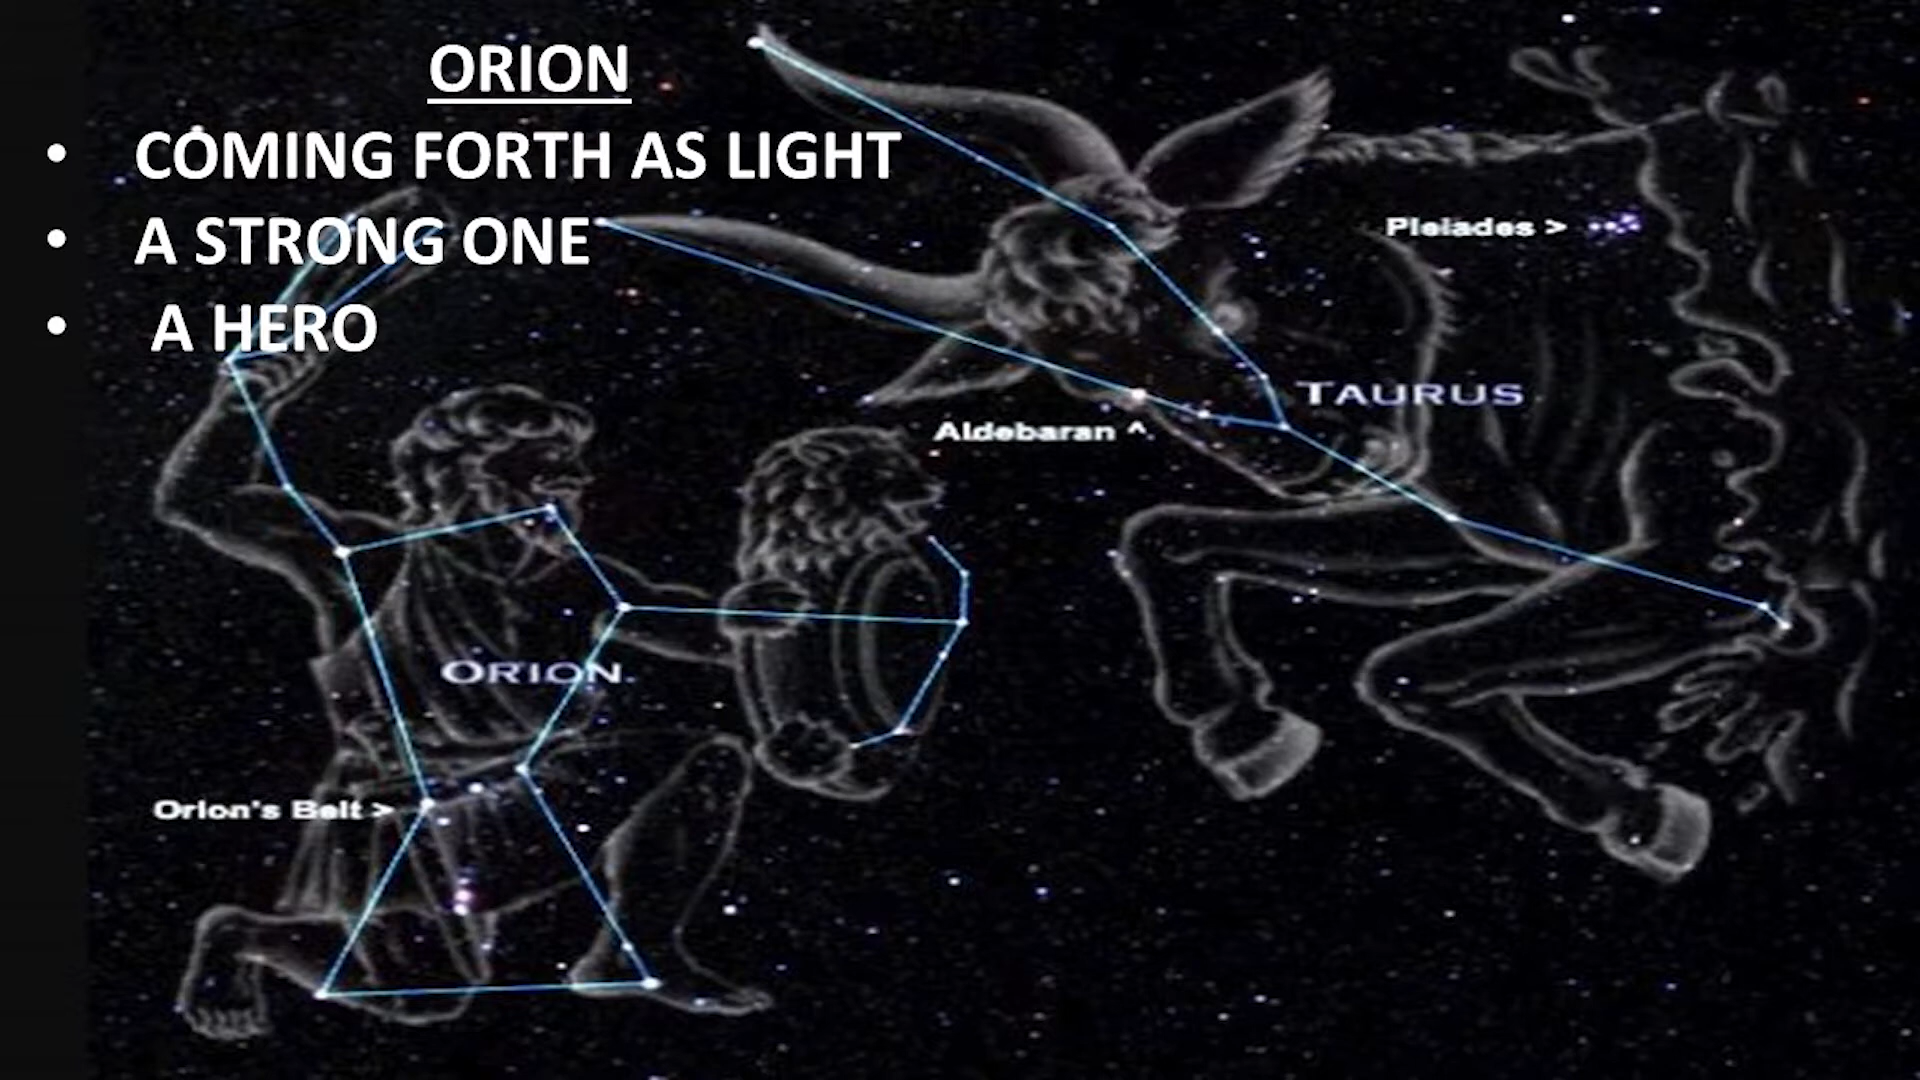 ORION
• COMING FORTH AS LIGHT
• A STRONG ONE
• A HERO
Pleiades >
TAURUS
Aldebaran ^
ORION
Orion's Belt >